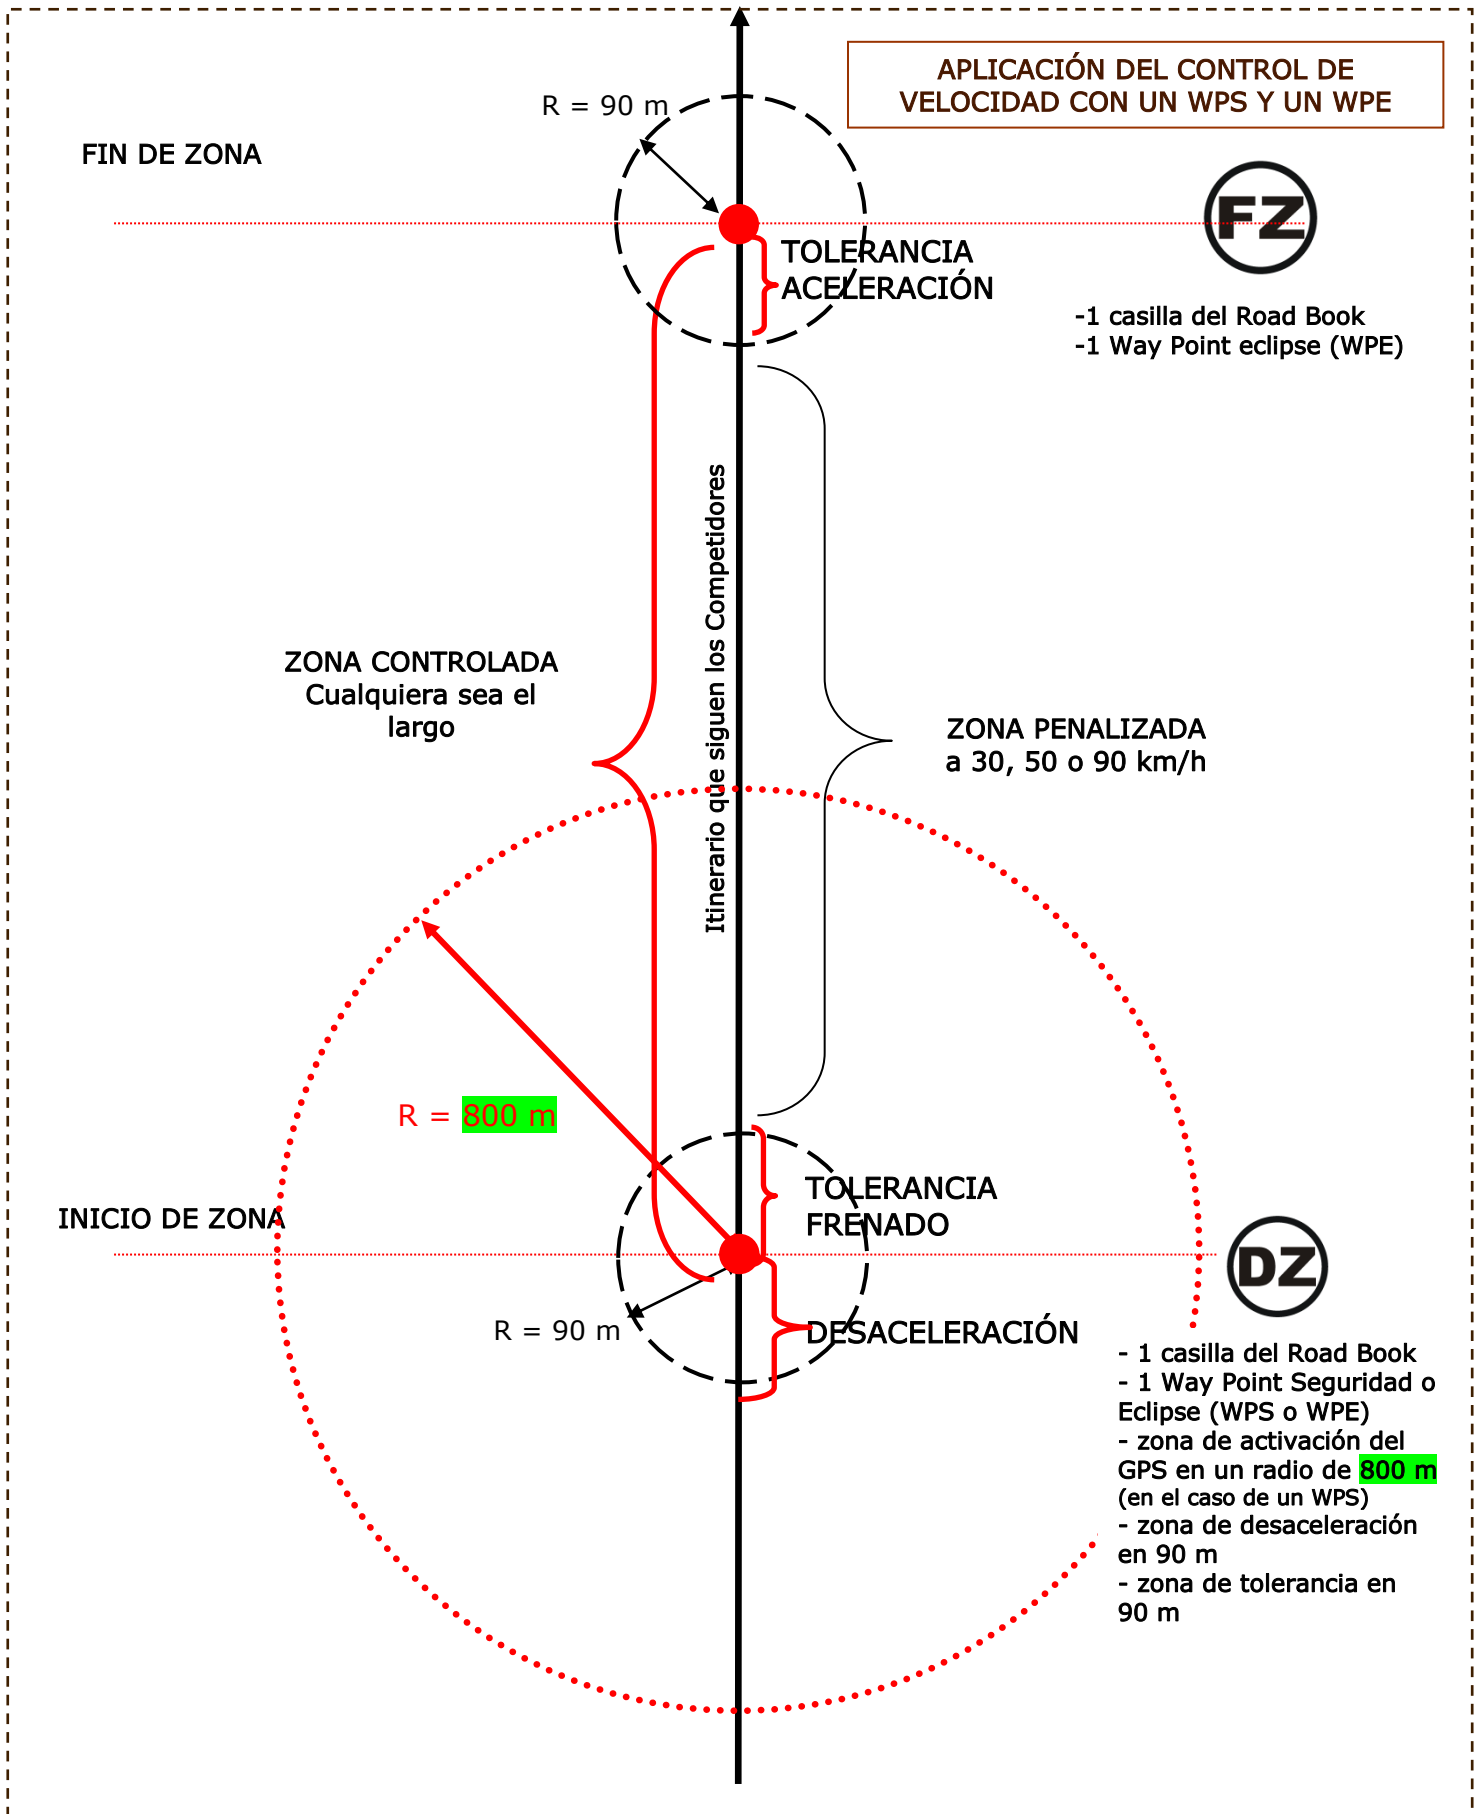 APLICACIÓN DEL CONTROL DE
VELOCIDAD CON UN WPS Y UN WPE
R = 90 m
FIN DE ZONA
FZ
TOLERANCIA
ACELERACIÓN
-1 casilla del Road Book
-1 Way Point eclipse (WPE)
Itinerario que siguen los Competidores
ZONA CONTROLADA
Cualquiera sea el
largo
ZONA PENALIZADA
a 30, 50 o 90 km/h
R = 800 m
TOLERANCIA
FRENADO
INICIO DE ZONA
DZ
R = 90 m
DESACELERACIÓN
- 1 casilla del Road Book
- 1 Way Point Seguridad o
Eclipse (WPS o WPE)
- zona de activación del
GPS en un radio de 800 m
(en el caso de un WPS)
- zona de desaceleración
en 90 m
- zona de tolerancia en
90 m